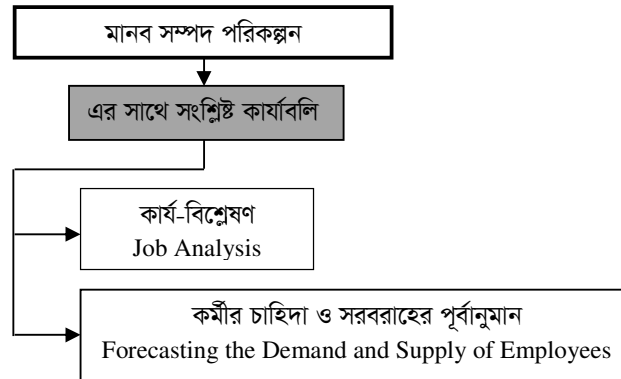 মানব সম্পদ পরিকল্পন
এর সাথে সংশ্লিষ্ট কার্যাবলি
কার্য-বিশ্লেষণ
Job Analysis
কর্মীর চাহিদা ও সরবরাহের পূর্বানুমান
Forecasting the Demand and Supply of Employees